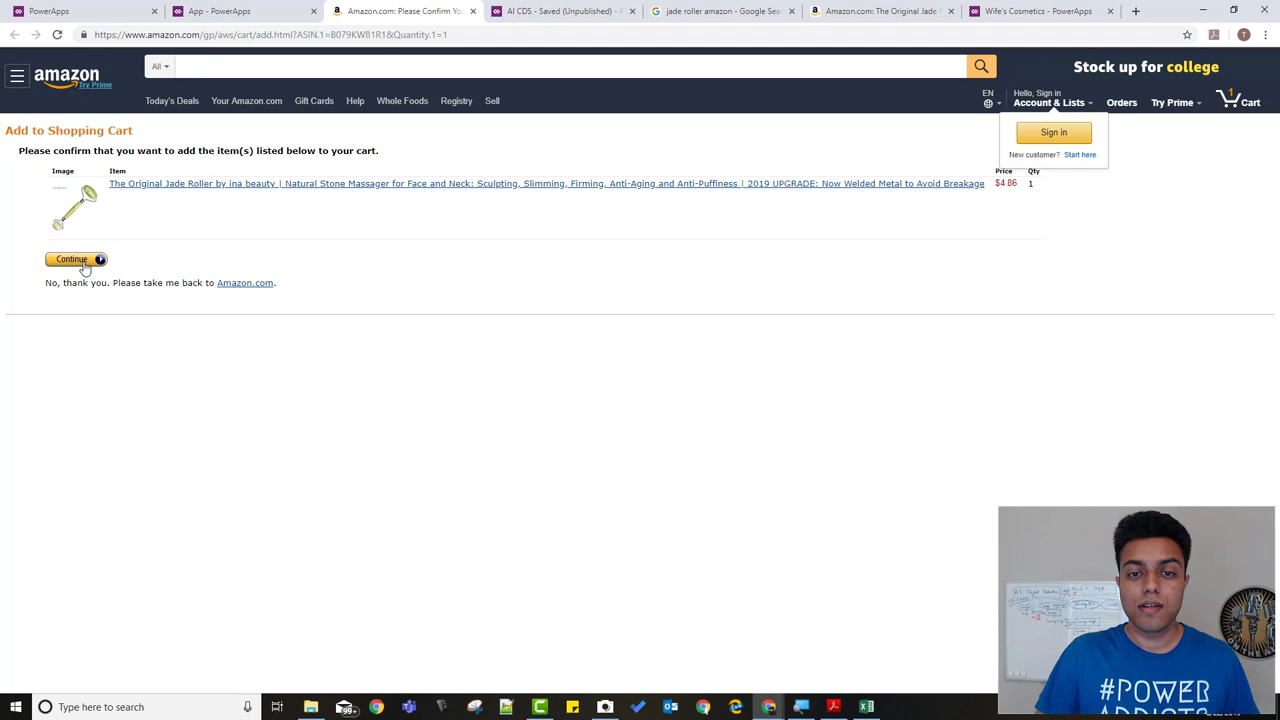 PowerApps
App - PowerApps
Amazon.com: Please Confirm Yo
AI CDS - Saved (Unpublished) - P
jade roller amazon - Google Sea
Amazon.com: The Original Jade R
Wife's Cosmetics - PowerApps
https://www.amazon.com/gp/aws/cart/add.html?ASIN.1=B079KW81R1&Quantity.1=1
T
amazon
Try Prime
All
Stock up for college
Today's Deals
Your Amazon.com
Gift Cards
Help
Whole Foods
Registry
Sell
EN
Hello, Sign in
Account & Lists
Orders
Try Prime
1
Cart
Sign in
New customer? Start here.
Add to Shopping Cart
Please confirm that you want to add the item(s) listed below to your cart.
Image
Item
Price
Qty
The Original Jade Roller by ina beauty | Natural Stone Massager for Face and Neck: Sculpting, Slimming, Firming, Anti-Aging and Anti-Puffiness | 2019 UPGRADE: Now Welded Metal to Avoid Breakage
$4.86
1
Continue
No, thank you. Please take me back to Amazon.com.
#POWER
Type here to search
99+